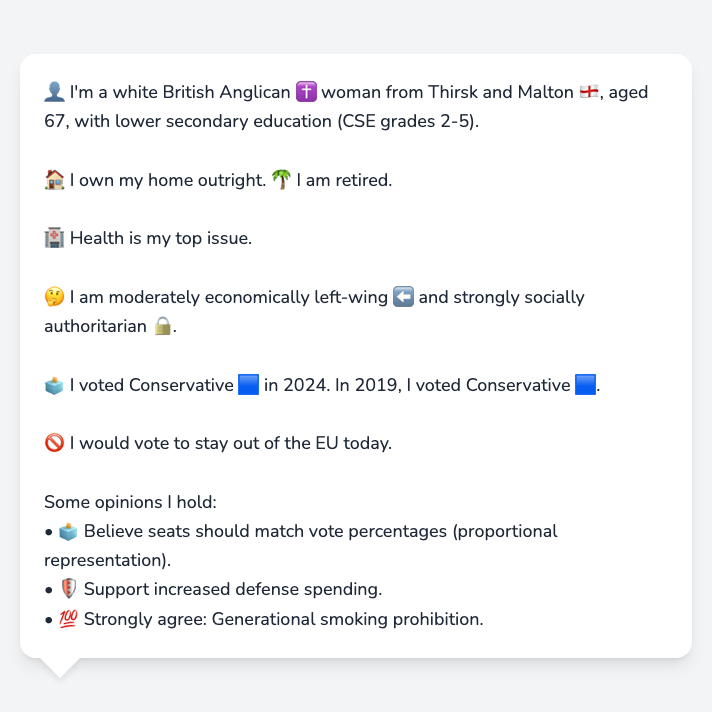 👤 I'm a white British Anglican ✝️ woman from Thirsk and Malton 🏴󠁧󠁢󠁥󠁮󠁧󠁿, aged
67, with lower secondary education (CSE grades 2-5).
🏠 I own my home outright. 🌴 I am retired.
🏥 Health is my top issue.
🤔 I am moderately economically left-wing ⬅️ and strongly socially
authoritarian 🔒.
🗳️ I voted Conservative 🟦 in 2024. In 2019, I voted Conservative 🟦.
🚫 I would vote to stay out of the EU today.
Some opinions I hold:
• 🗳️ Believe seats should match vote percentages (proportional
representation).
• 🛡️ Support increased defense spending.
• 💯 Strongly agree: Generational smoking prohibition.